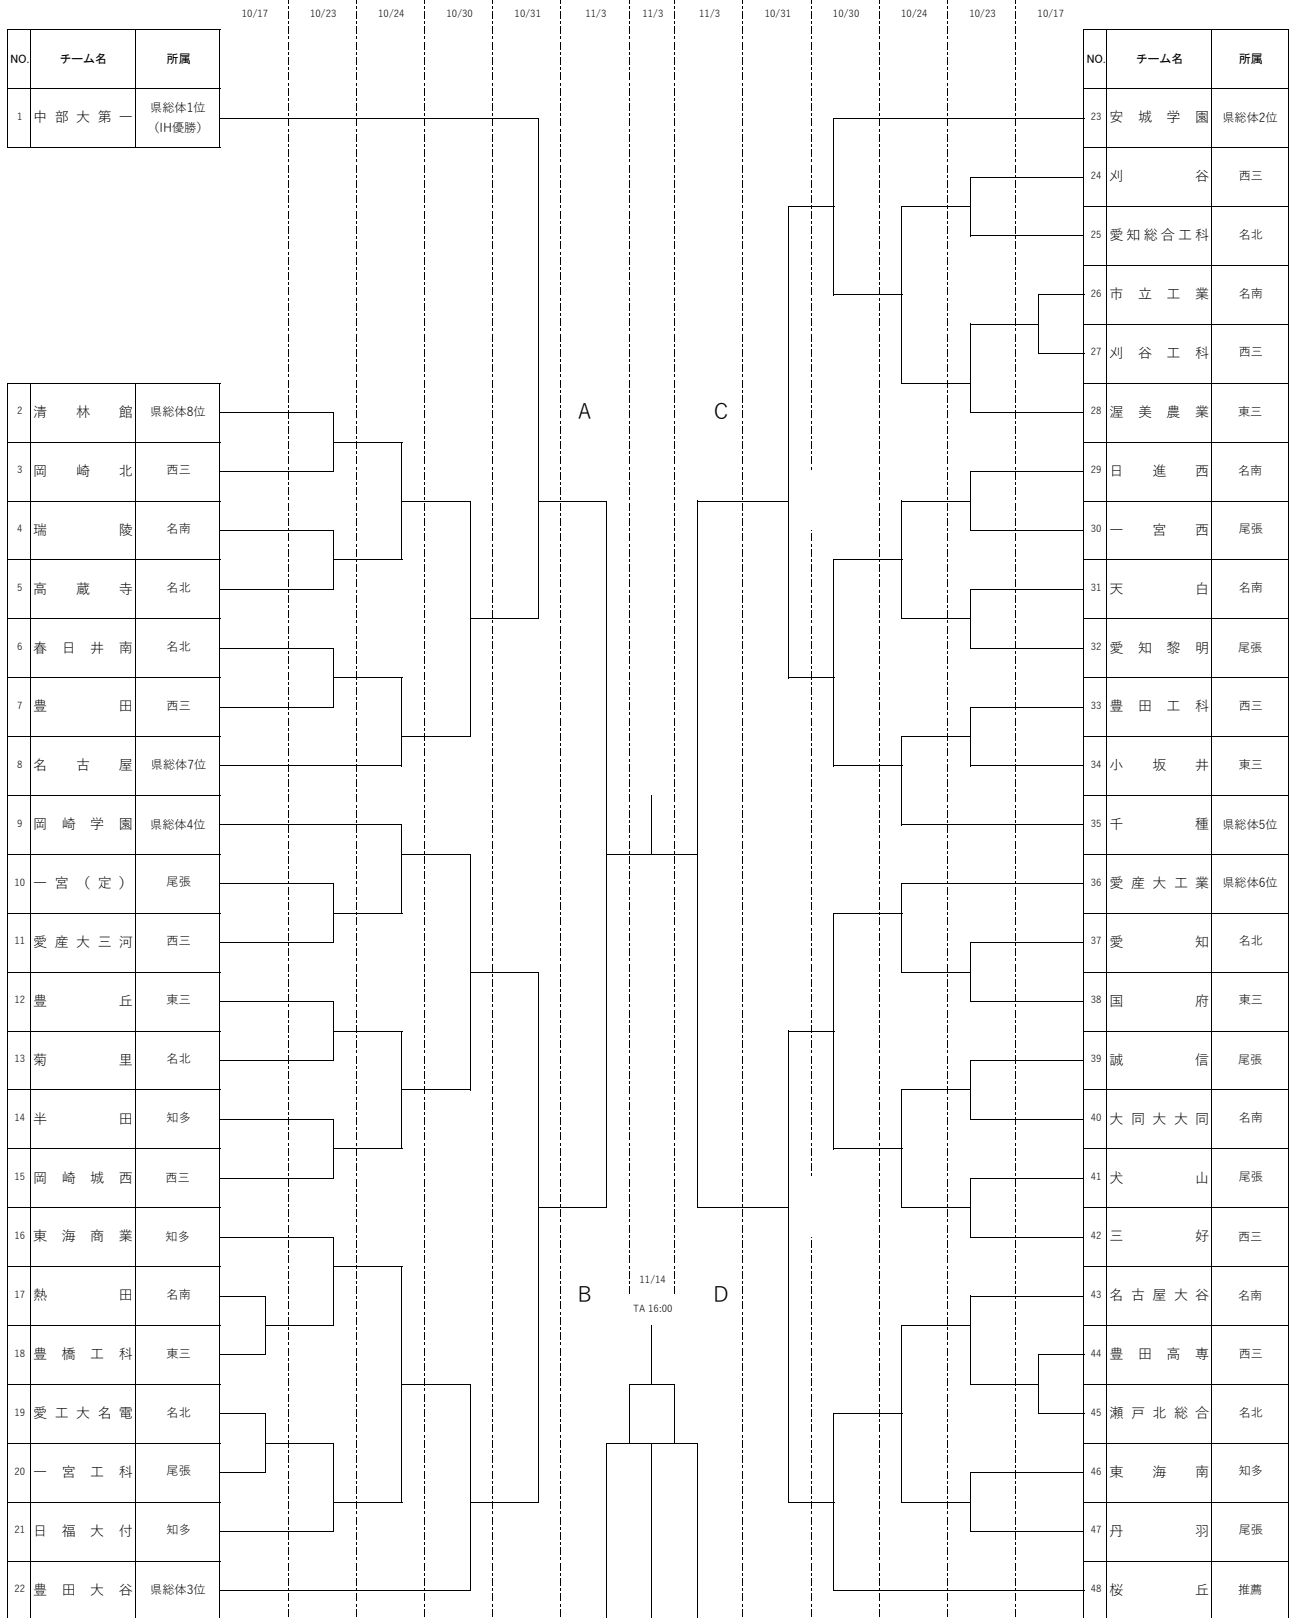 10/17 10/23 10/24 10/30 10/31 11/3 11/3 11/3 10/31 10/30 10/24 10/23 10/17
NO. チーム名 所属
1 中部大第一 県総体1位
（IH優勝）
2 清林館 県総体8位
3 岡崎北 西三
4 瑞陵 名南
5 高蔵寺 名北
6 春日井南 名北
7 豊田 西三
8 名古屋 県総体7位
9 岡崎学園 県総体4位
10 一宮（定） 尾張
11 愛産大三河 西三
12 豊丘 東三
13 菊里 名北
14 半田 知多
15 岡崎城西 西三
16 東海商業 知多
17 熱田 名南
18 豊橋工科 東三
19 愛工大名電 名北
20 一宮工科 尾張
21 日福大付 知多
22 豊田大谷 県総体3位
A
B
C
D
11/14
TA 16:00
NO. チーム名 所属
23 安城学園 県総体2位
24 刈谷 西三
25 愛知総合工科 名北
26 市立工業 名南
27 刈谷工科 西三
28 渥美農業 東三
29 日進西 名南
30 一宮西 尾張
31 天白 名南
32 愛知黎明 尾張
33 豊田工科 西三
34 小坂井 東三
35 千種 県総体5位
36 愛産大工業 県総体6位
37 愛知 名北
38 国府 東三
39 誠信 尾張
40 大同大大同 名南
41 犬山 尾張
42 三好 西三
43 名古屋大谷 名南
44 豊田高専 西三
45 瀬戸北総合 名北
46 東海南 知多
47 丹羽 尾張
48 桜丘 推薦